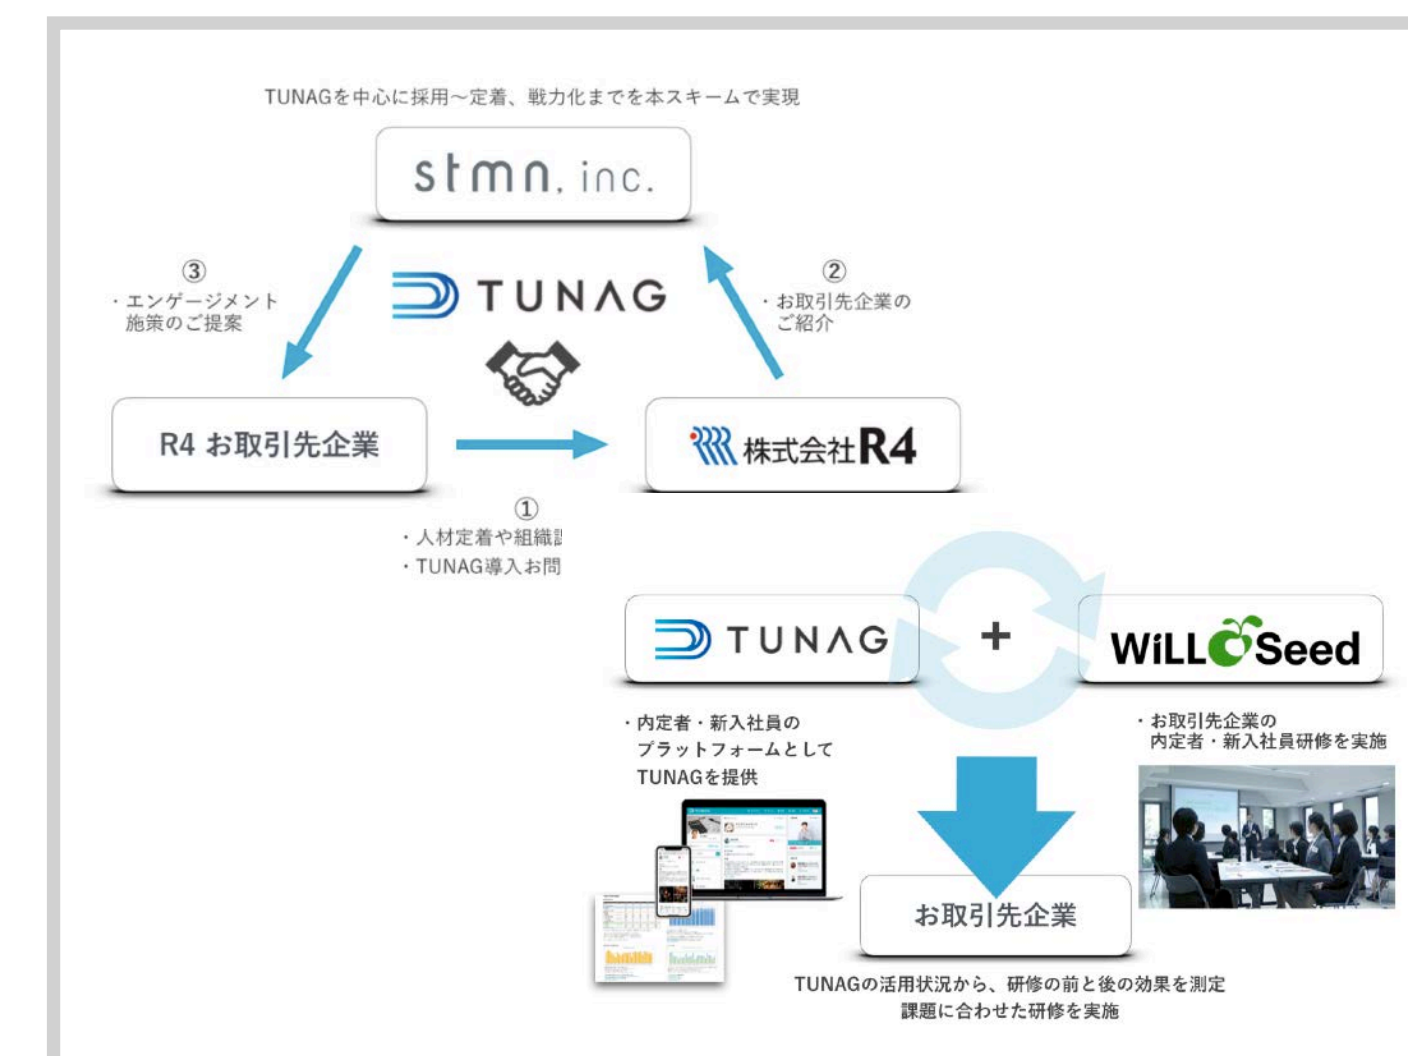 TUNAGを中心に採用〜定着、戦力化までを本スキームで実現
stmn, inc.
③
・エンゲージメント
施策のご提案
TUNAG
②
・お取引先企業の
ご紹介
R4 お取引先企業
株式会社R4
①
・人材定着や組織
・TUNAG導入お問
TUNAG
+
WiLL Seed
・内定者・新入社員の
プラットフォームとして
TUNAGを提供
・お取引先企業の
内定者・新入社員研修を実施
お取引先企業
TUNAGの活用状況から、研修の前と後の効果を測定
課題に合わせた研修を実施